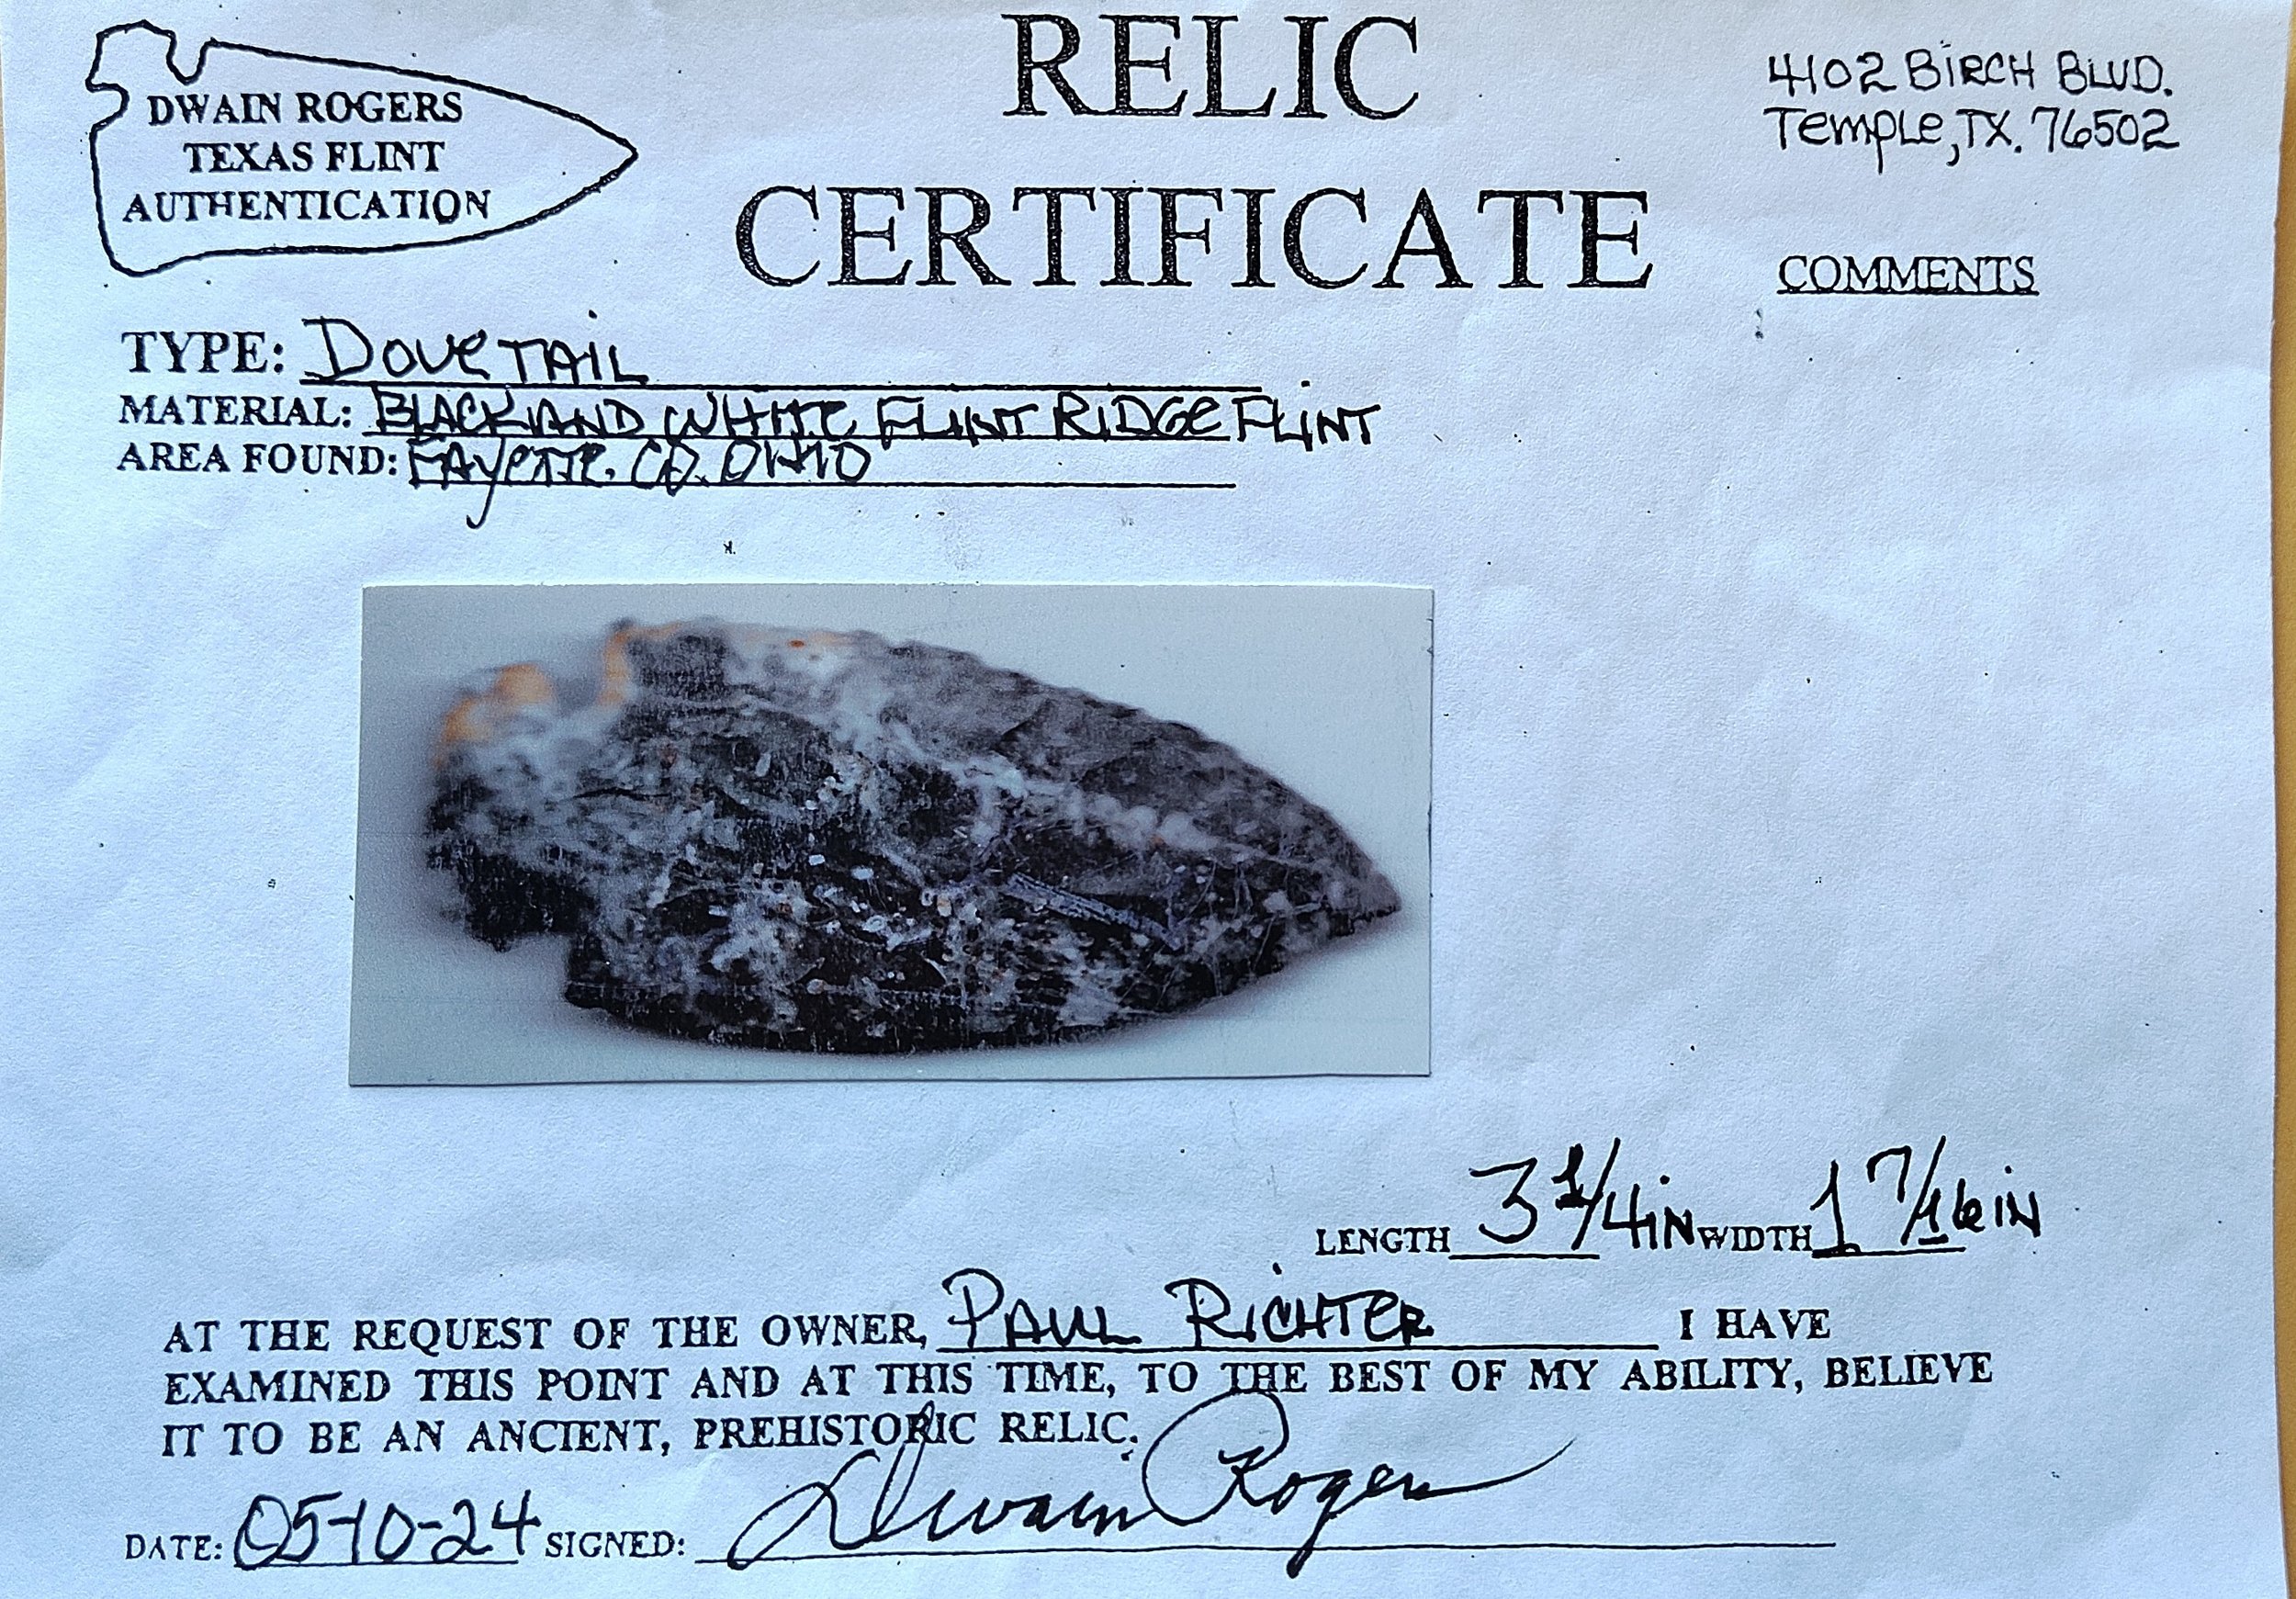 DWAIN ROGERS
TEXAS FLINT
AUTHENTICATION
RELIC
CERTIFICATE
4102 BIRCH BLVD.
Temple, TX. 76502
COMMENTS
TYPE: DOVETAIL
MATERIAL: BLACK AND WHITE FLINT RIDGE FLINT
AREA FOUND: FAYETTE. CO. OHIO
LENGTH 3 1/4 IN WIDTH 1 7/16 IN
AT THE REQUEST OF THE OWNER, PAUL RICHTER I HAVE
EXAMINED THIS POINT AND AT THIS TIME, TO THE BEST OF MY ABILITY, BELIEVE
IT TO BE AN ANCIENT, PREHISTORIC RELIC.
DATE: 05-10-24 SIGNED: Dwain Rogers